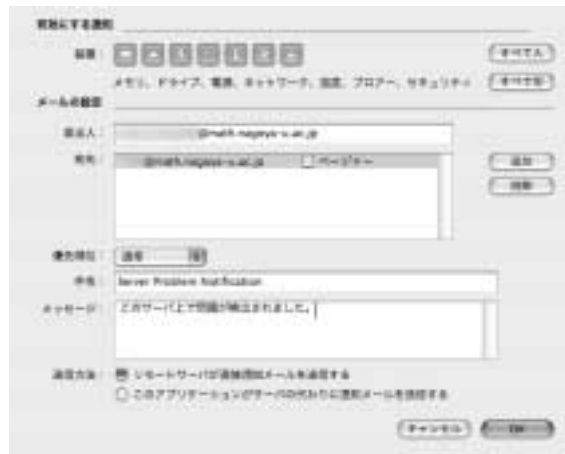 有効にする通知
装置：
すべて入
メモリ、ドライブ、電源、ネットワーク、温度、ブロアー、セキュリティ
すべて切
メールの設定
差出人：
@math.nagoya-u.ac.jp
宛先：
@math.nagoya-u.ac.jp
ページャー
追加
削除
優先順位： 通常
件名： Server Problem Notification
メッセージ： このサーバ上で問題が検出されました。
送信方法： リモートサーバが直接通知メールを送信する
このアプリケーションがサーバの代わりに通知メールを送信する
キャンセル
OK